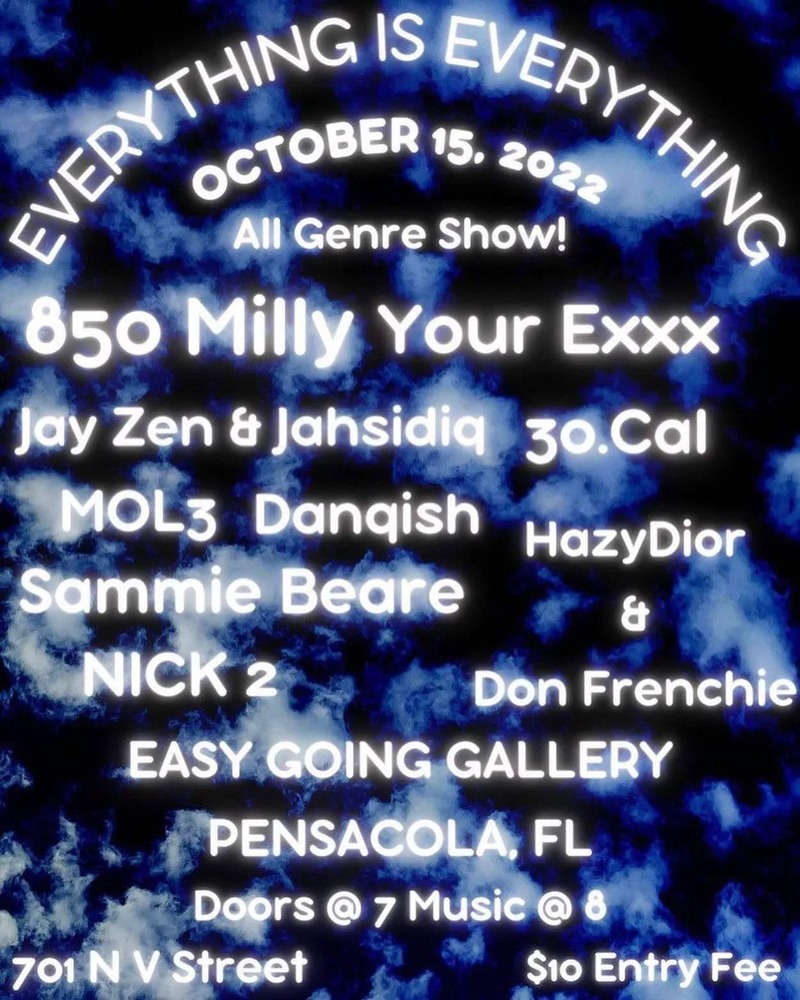 EVERYTHING IS EVERYTHING
OCTOBER 15, 2022
All Genre Show!
850 Milly Your Exxx
Jay Zen & Jahsidiq 30.Cal
MOL3 Danqish
HazyDior
Sammie Beare
&
NICK 2
Don Frenchie
EASY GOING GALLERY
PENSACOLA, FL
Doors @ 7 Music @ 8
701 N V Street
$10 Entry Fee